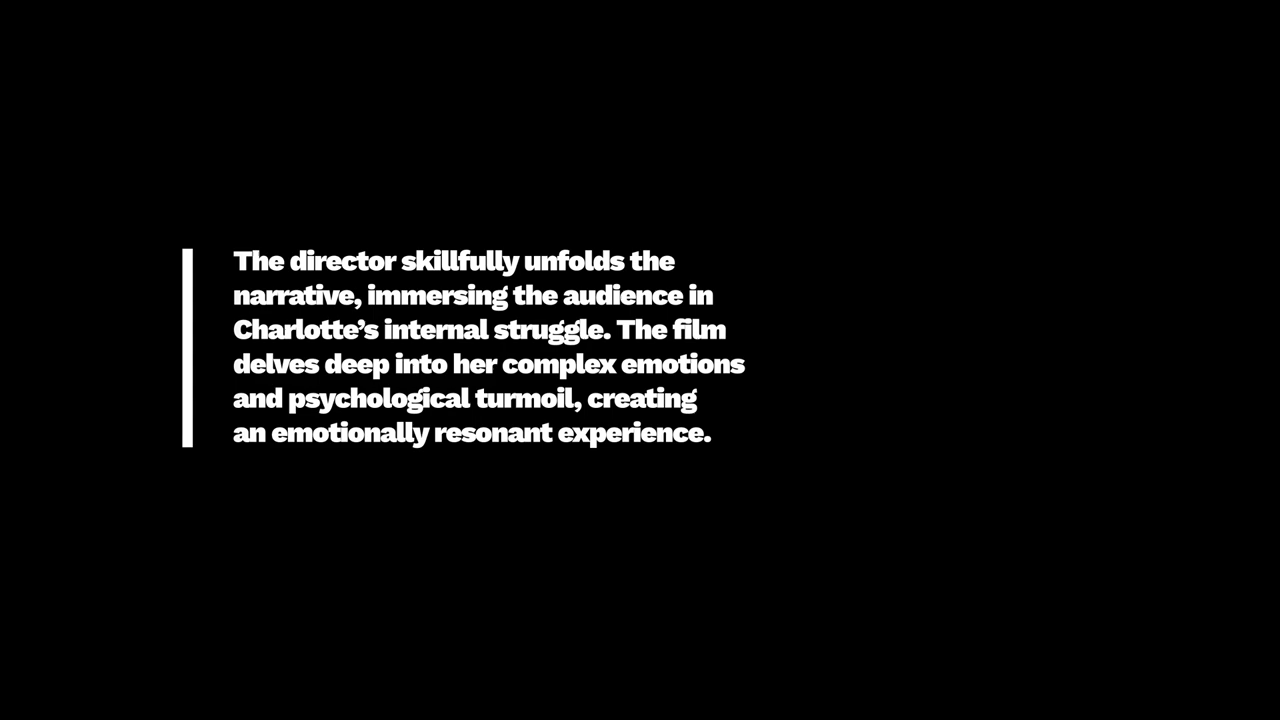 The director skillfully unfolds the
narrative, immersing the audience in
Charlotte’s internal struggle. The film
delves deep into her complex emotions
and psychological turmoil, creating
an emotionally resonant experience.